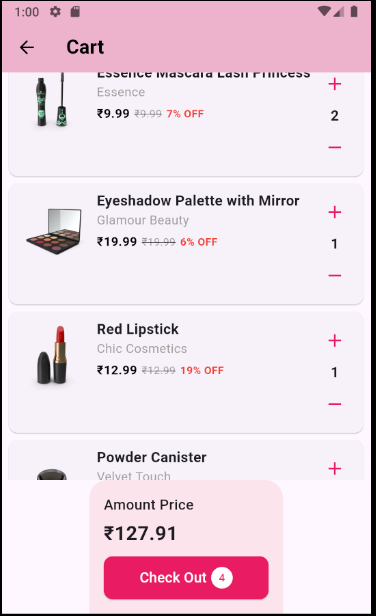 1:00
Cart
Essence Mascara Lash Princess
Essence
₹9.99 ₹9.99 7% OFF
2
Eyeshadow Palette with Mirror
Glamour Beauty
₹19.99 ₹19.99 6% OFF
1
Red Lipstick
Chic Cosmetics
₹12.99 ₹12.99 19% OFF
1
Powder Canister
Velvet Touch
Amount Price
₹127.91
Check Out 4